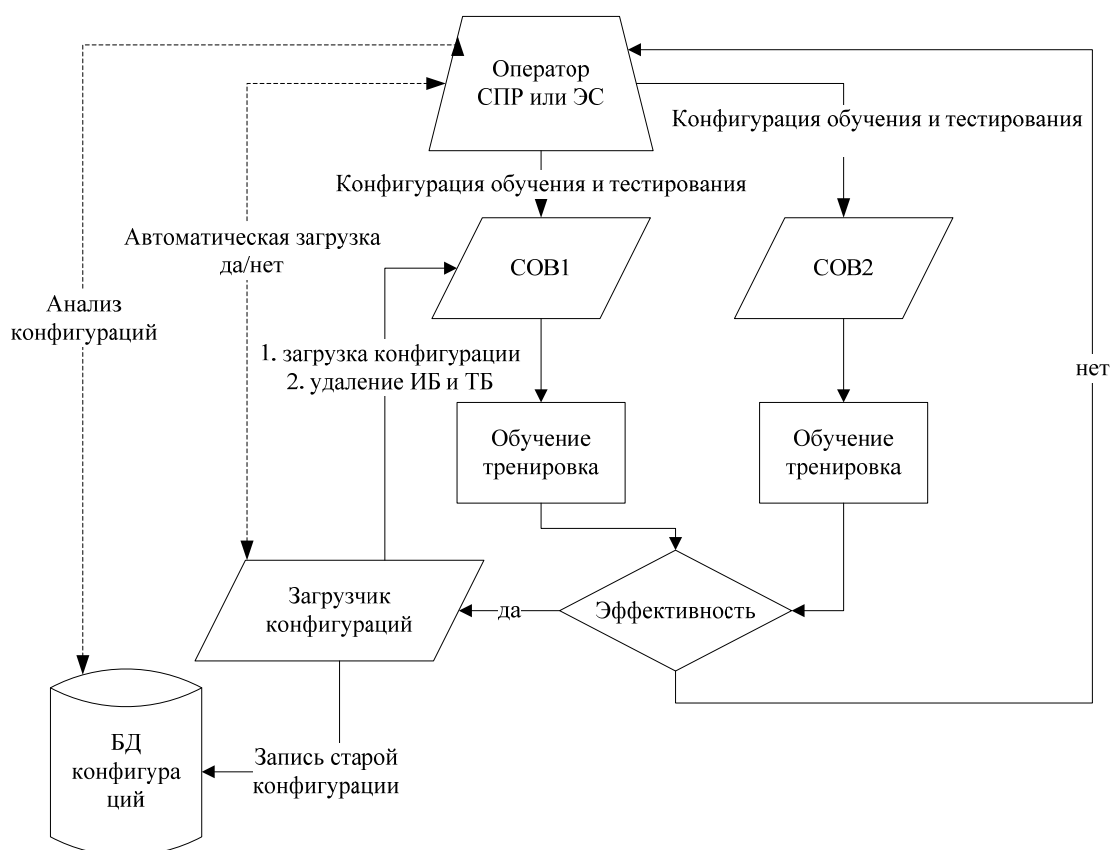 Оператор
СПР или ЭС
Конфигурация обучения и тестирования
Конфигурация обучения и тестирования
Автоматическая загрузка
да/нет
СОВ1
СОВ2
Анализ
конфигураций
1. загрузка конфигурации
2. удаление ИБ и ТБ
нет
Обучение
тренировка
Обучение
тренировка
Загрузчик
конфигураций
да
Эффективность
БД
конфигура
ций
Запись старой
конфигурации